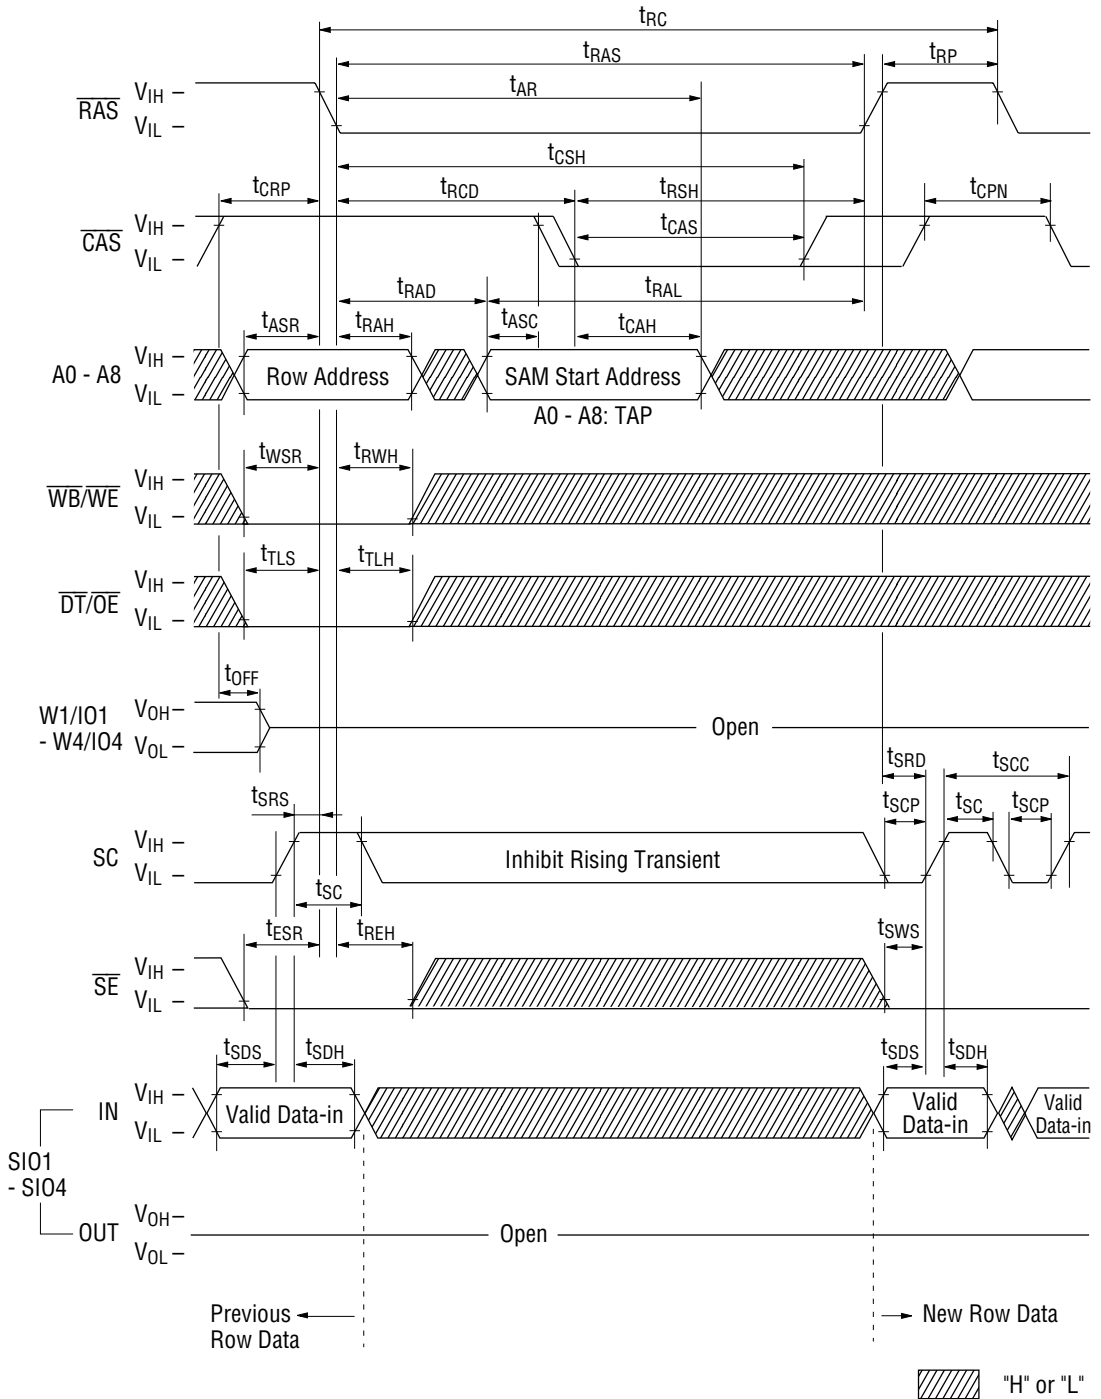 tRC
tRAS
tRP
tAR
RAS
VIH
VIL
tCSH
tCRP
tRCD
tRSH
tCPN
CAS
VIH
VIL
tCAS
tRAD
tRAL
tASR
tRAH
tASC
tCAH
A0 - A8
VIH
VIL
Row Address
SAM Start Address
A0 - A8: TAP
tWSR
tRWH
WB/WE
VIH
VIL
tTLS
tTLH
DT/OE
VIH
VIL
tOFF
W1/IO1
- W4/IO4
VOH
VOL
Open
tSRD
tSCC
tSRS
tSCP
tSC
tSCP
SC
VIH
VIL
Inhibit Rising Transient
tSC
tESR
tREH
tSWS
SE
VIH
VIL
tSDS
tSDH
tSDS
tSDH
IN
VIH
VIL
Valid Data-in
Valid
Data-in
Valid
Data-in
SIO1
- SIO4
OUT
VOH
VOL
Open
Previous
Row Data
New Row Data
"H" or "L"